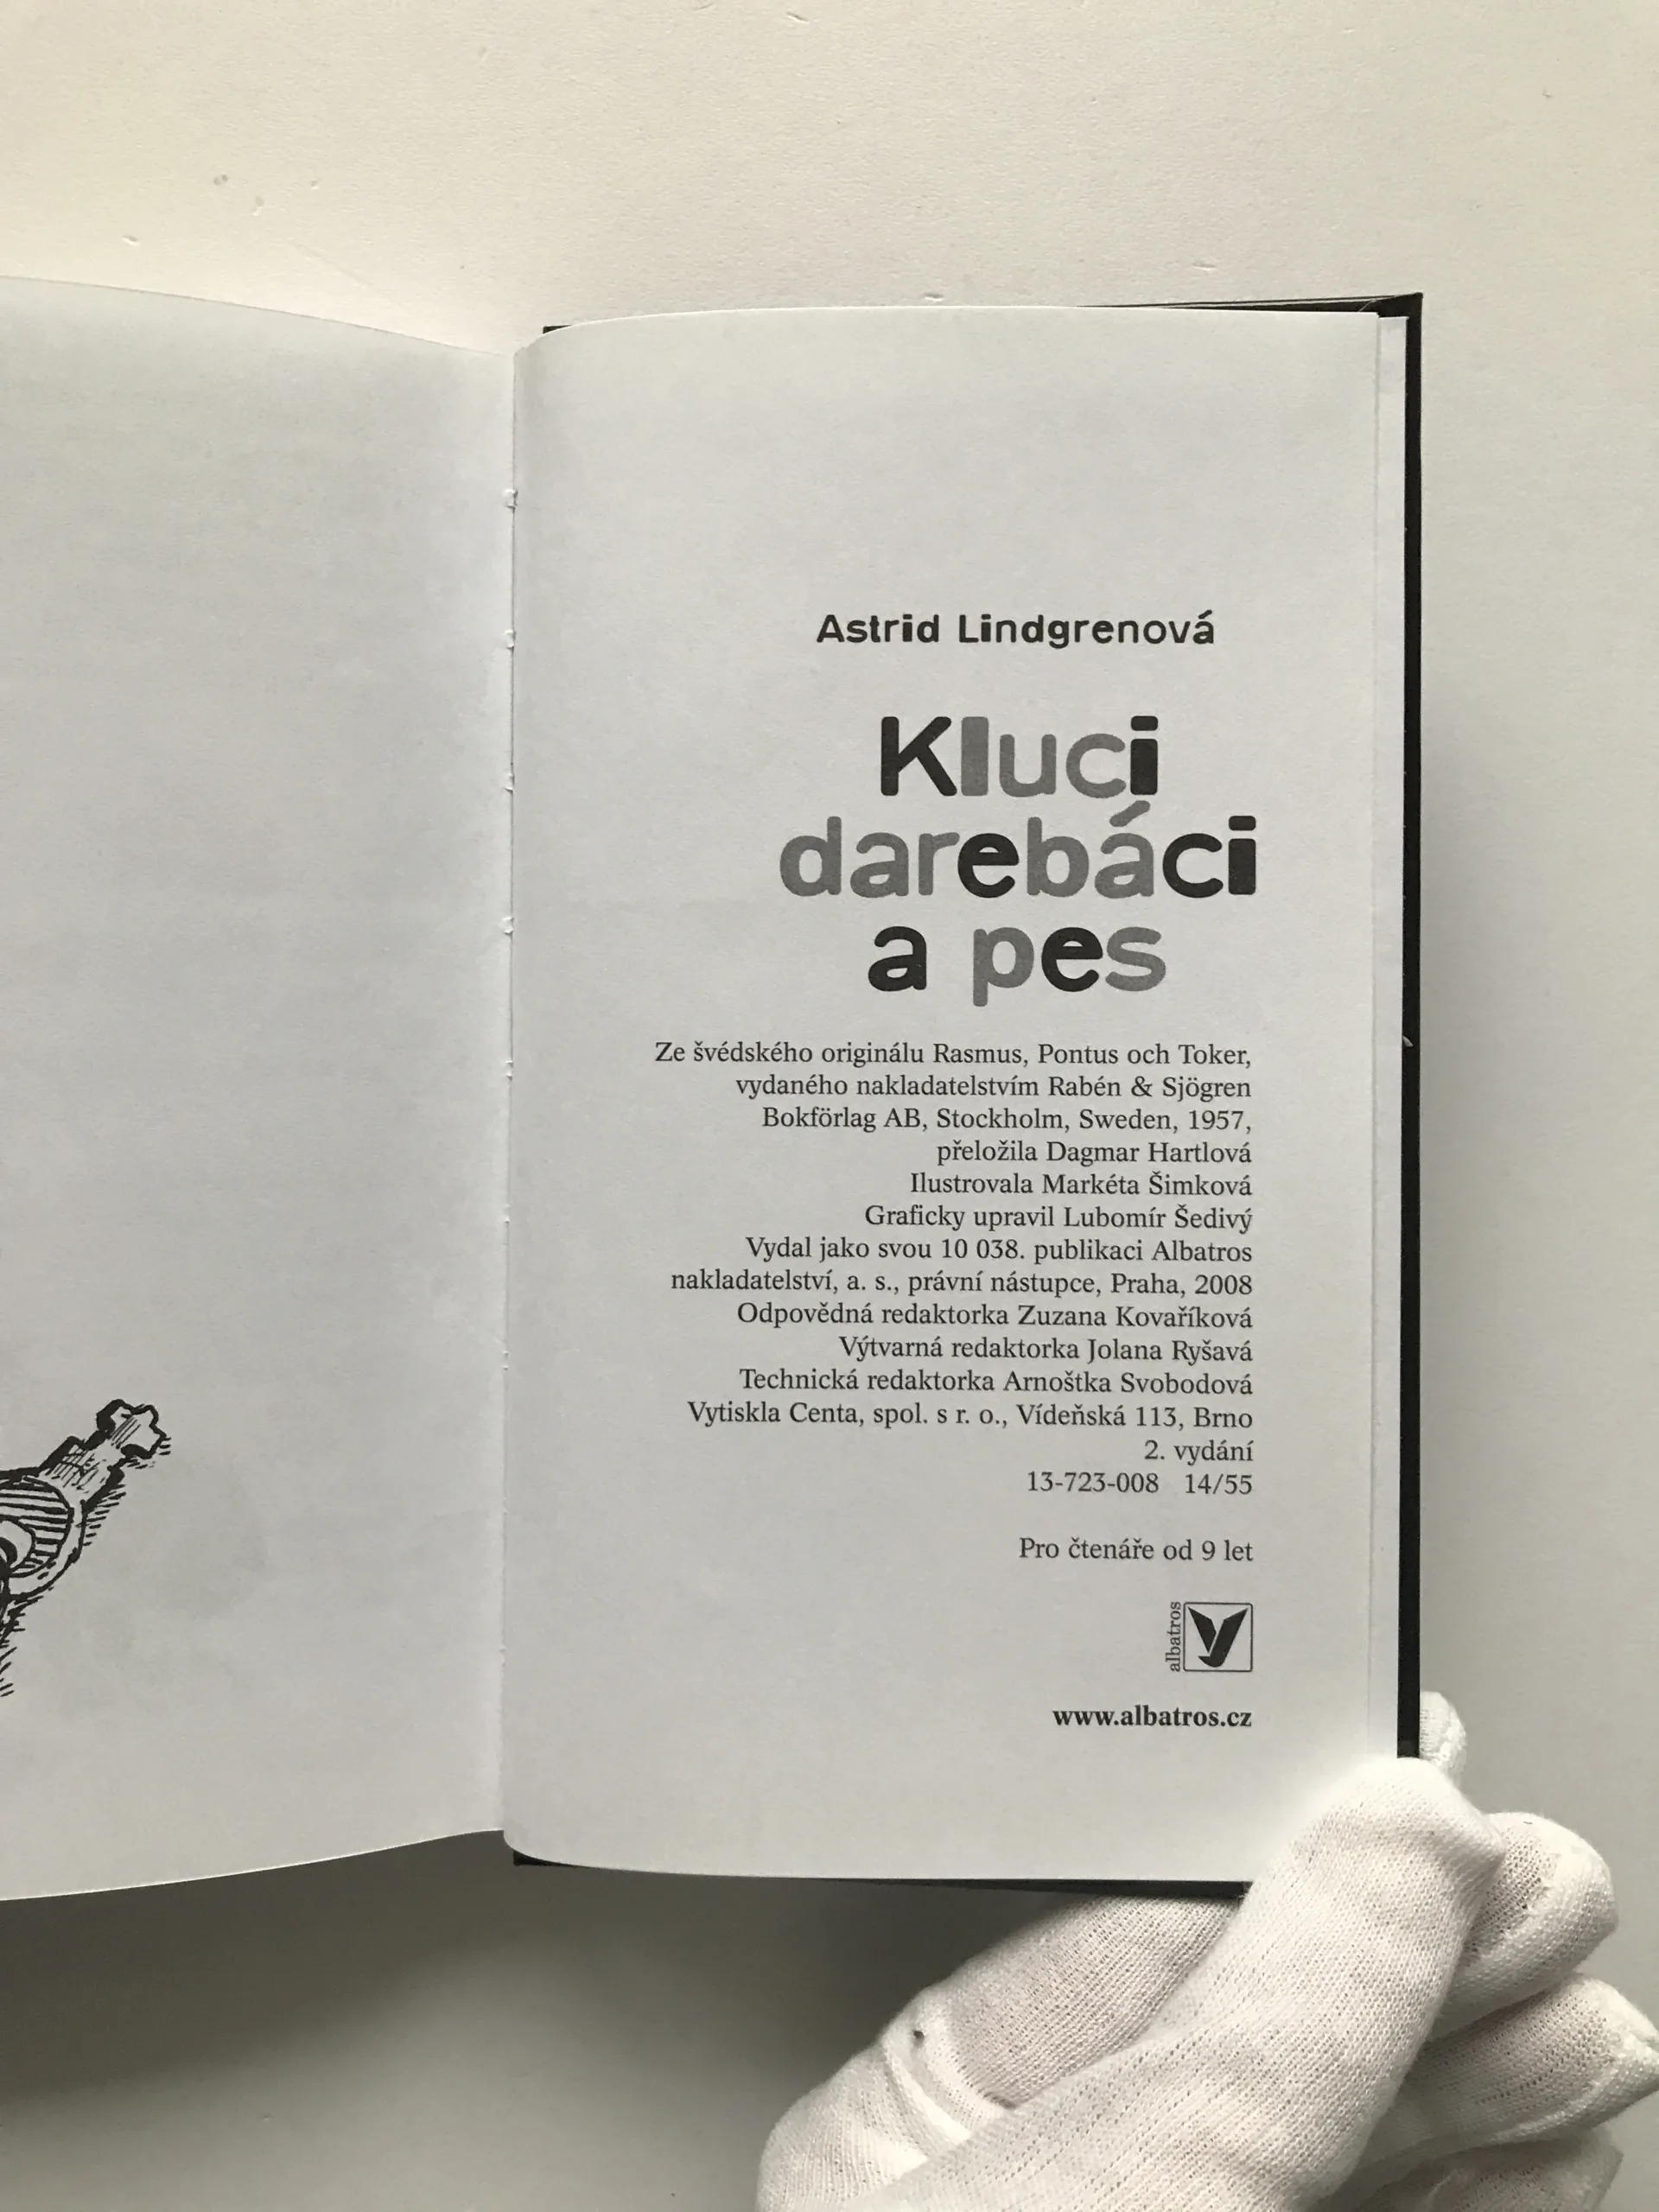 Astrid Lindgrenová
Kluci
darebáci
a pes
Ze švédského originálu Rasmus, Pontus och Toker,
vydaného nakladatelstvím Rabén & Sjögren
Bokförlag AB, Stockholm, Sweden, 1957,
přeložila Dagmar Hartlová
Ilustrovala Markéta Šimková
Graficky upravil Lubomír Šedivý
Vydal jako svou 10 038. publikaci Albatros
nakladatelství, a. s., právní nástupce, Praha, 2008
Odpovědná redaktorka Zuzana Kovaříková
Výtvarná redaktorka Jolana Ryšavá
Technická redaktorka Arnoštka Svobodová
Vytiskla Centa, spol. s r. o., Vídeňská 113, Brno
2. vydání
13-723-008 14/55
Pro čtenáře od 9 let
albatros
www.albatros.cz